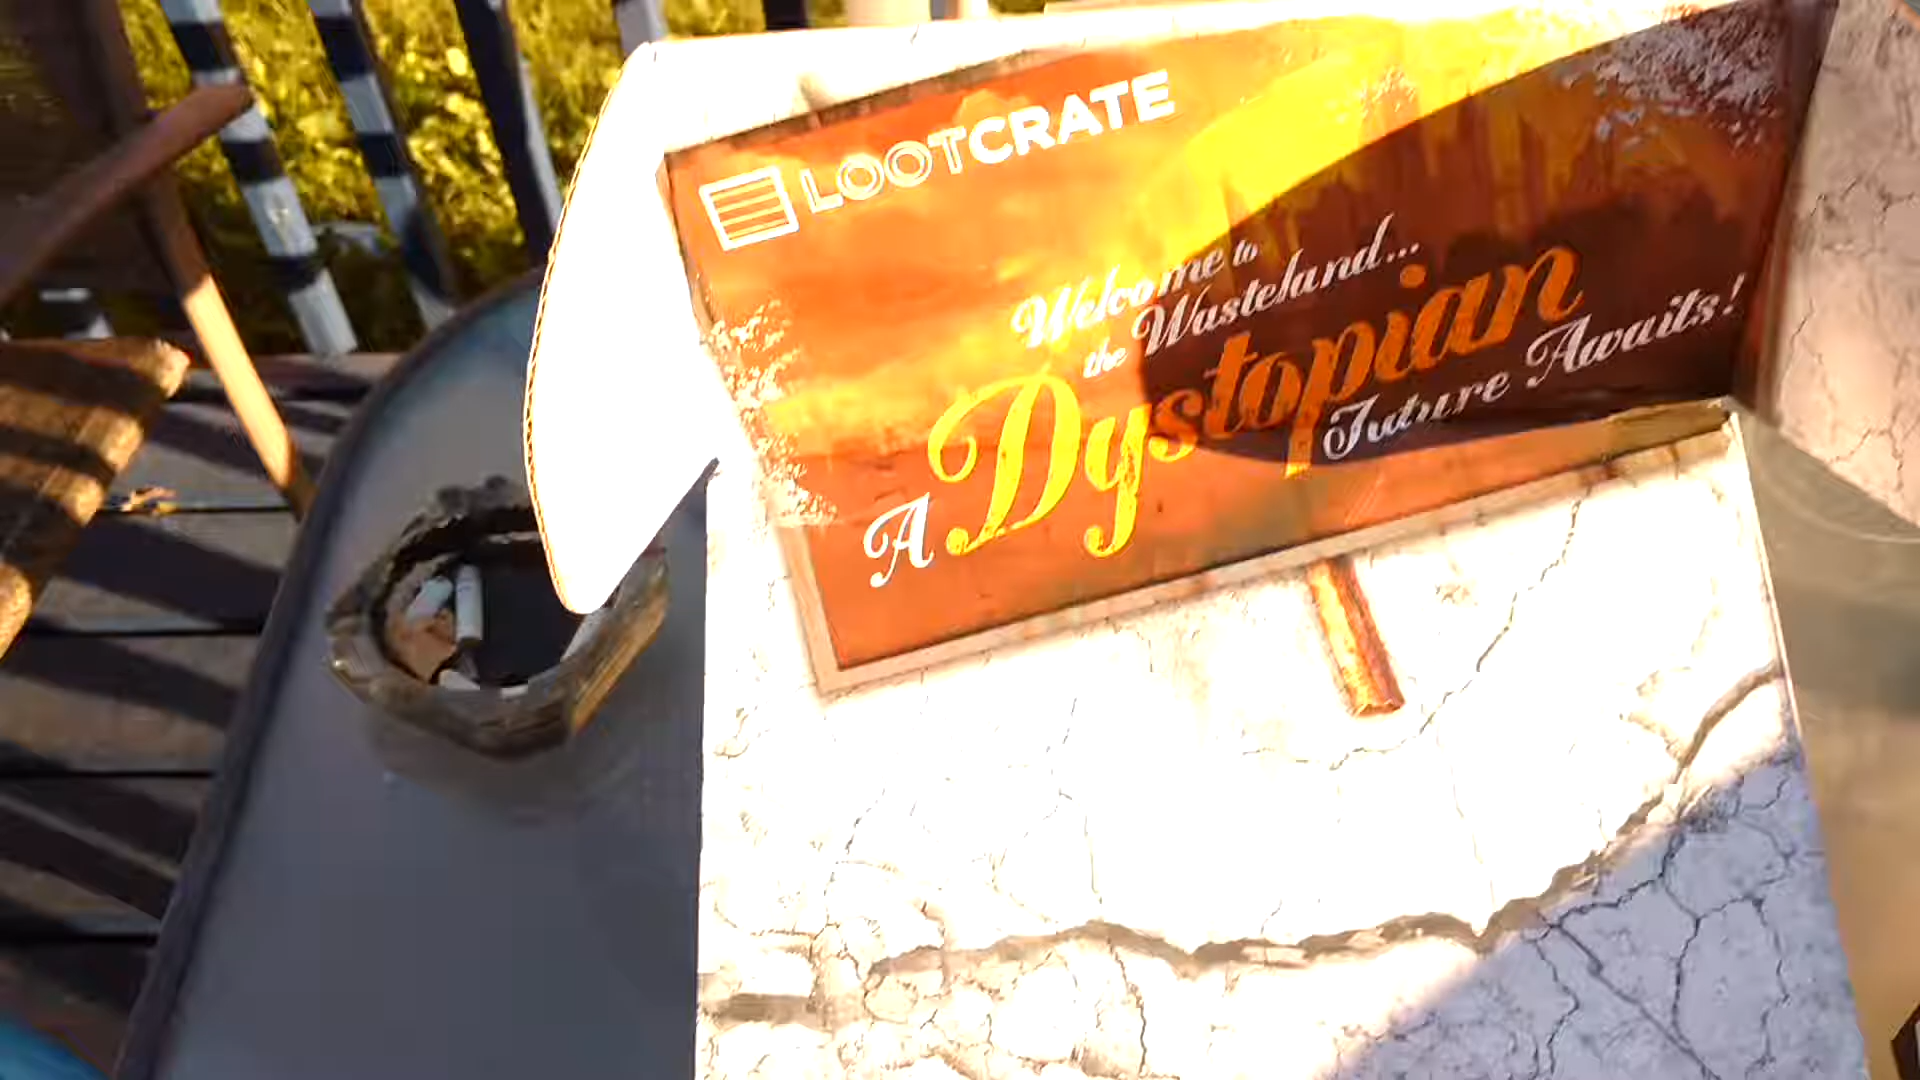 LOOTCRATE
Welcome to
the Wasteland...
A Dystopian
Future Awaits!